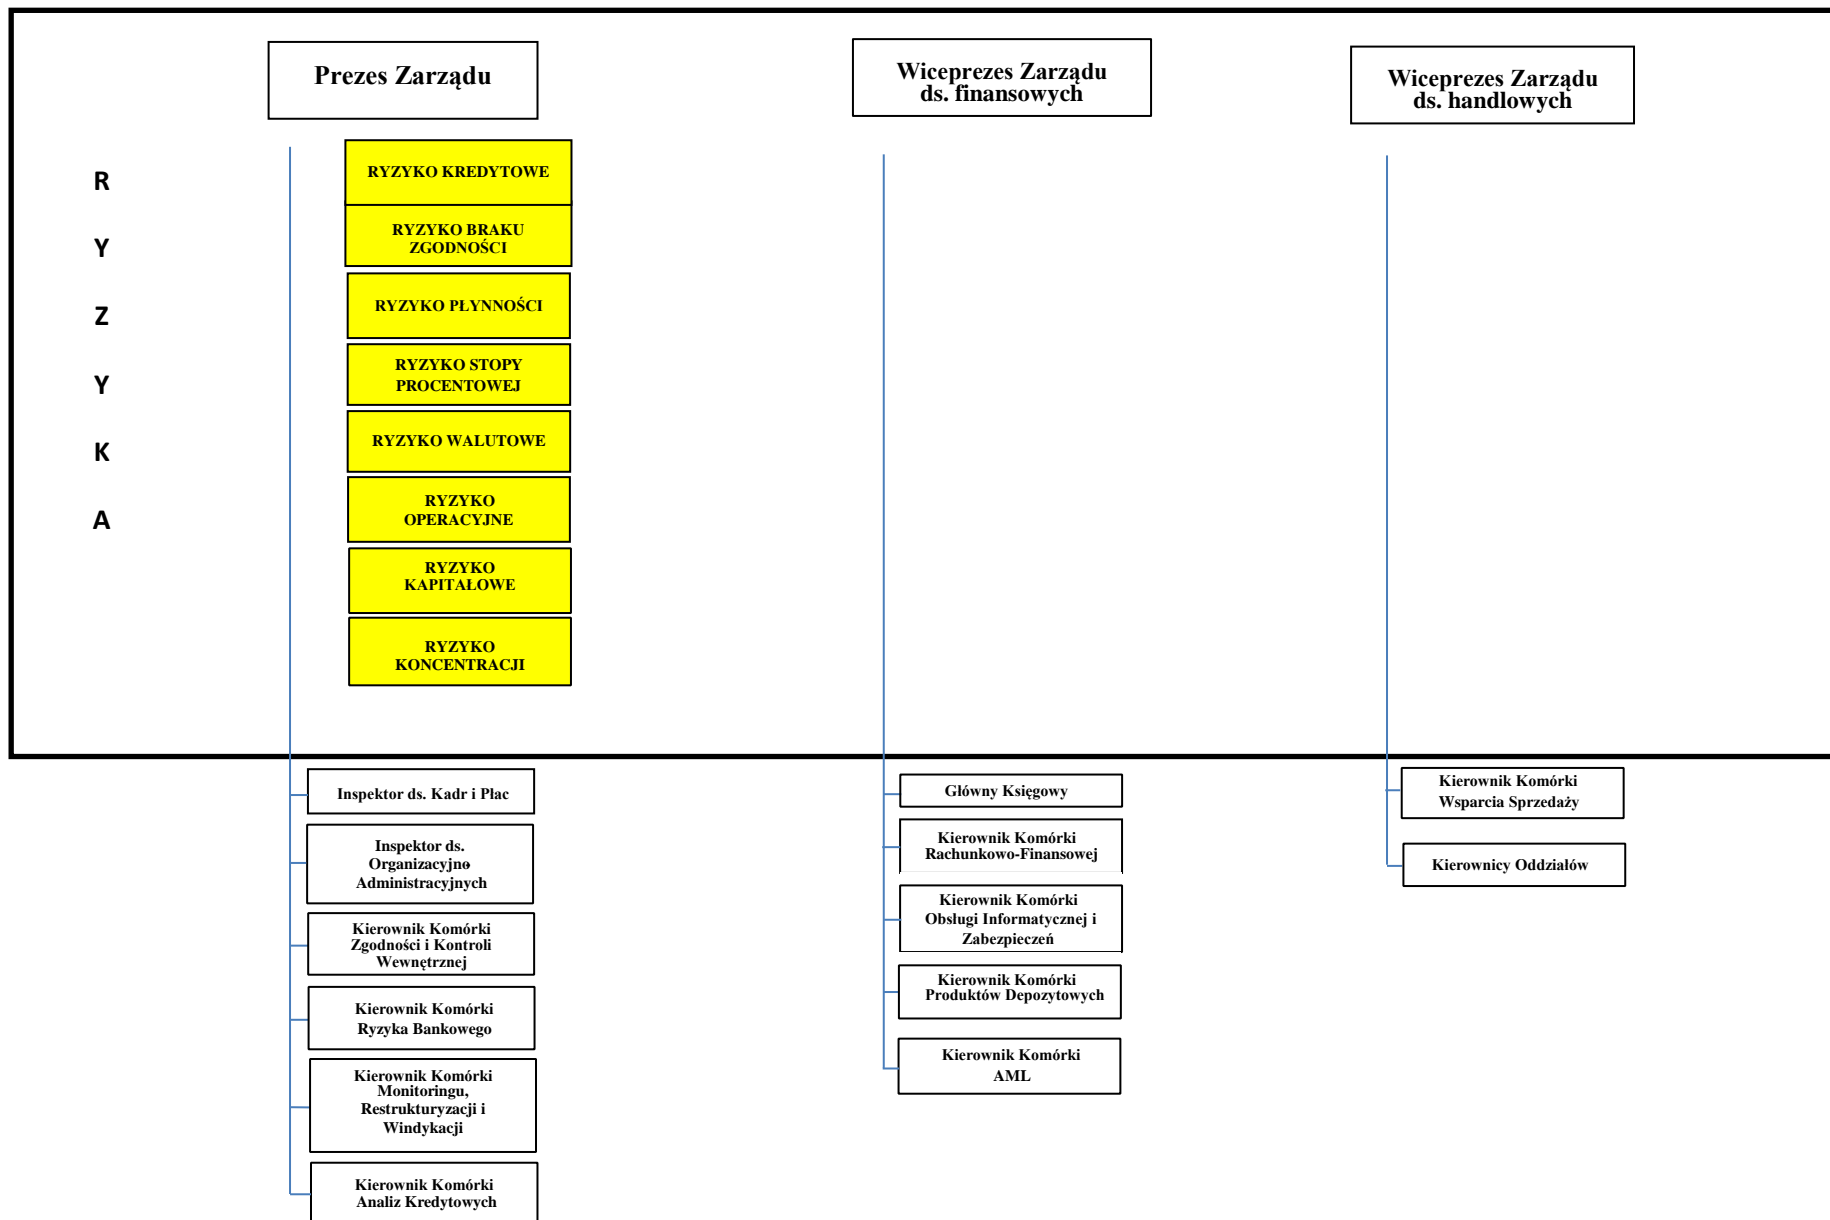 Prezes Zarządu
Wiceprezes Zarządu
ds. finansowych
Wiceprezes Zarządu
ds. handlowych
R
Y
Z
Y
K
A
RYZYKO KREDYTOWE
RYZYKO BRAKU
ZGODNOŚCI
RYZYKO PŁYNNOŚCI
RYZYKO STOPY
PROCENTOWEJ
RYZYKO WALUTOWE
RYZYKO
OPERACYJNE
RYZYKO
KAPITAŁOWE
RYZYKO
KONCENTRACJI
Inspektor ds. Kadr i Płac
Inspektor ds.
Organizacyjno-
Administracyjnych
Kierownik Komórki
Zgodności i Kontroli
Wewnętrznej
Kierownik Komórki
Ryzyka Bankowego
Kierownik Komórki
Monitoringu,
Restrukturyzacji i
Windykacji
Kierownik Komórki
Analiz Kredytowych
Główny Księgowy
Kierownik Komórki
Rachunkowo-Finansowej
Kierownik Komórki
Obsługi Informatycznej i
Zabezpieczeń
Kierownik Komórki
Produktów Depozytowych
Kierownik Komórki
AML
Kierownik Komórki
Wsparcia Sprzedaży
Kierownicy Oddziałów